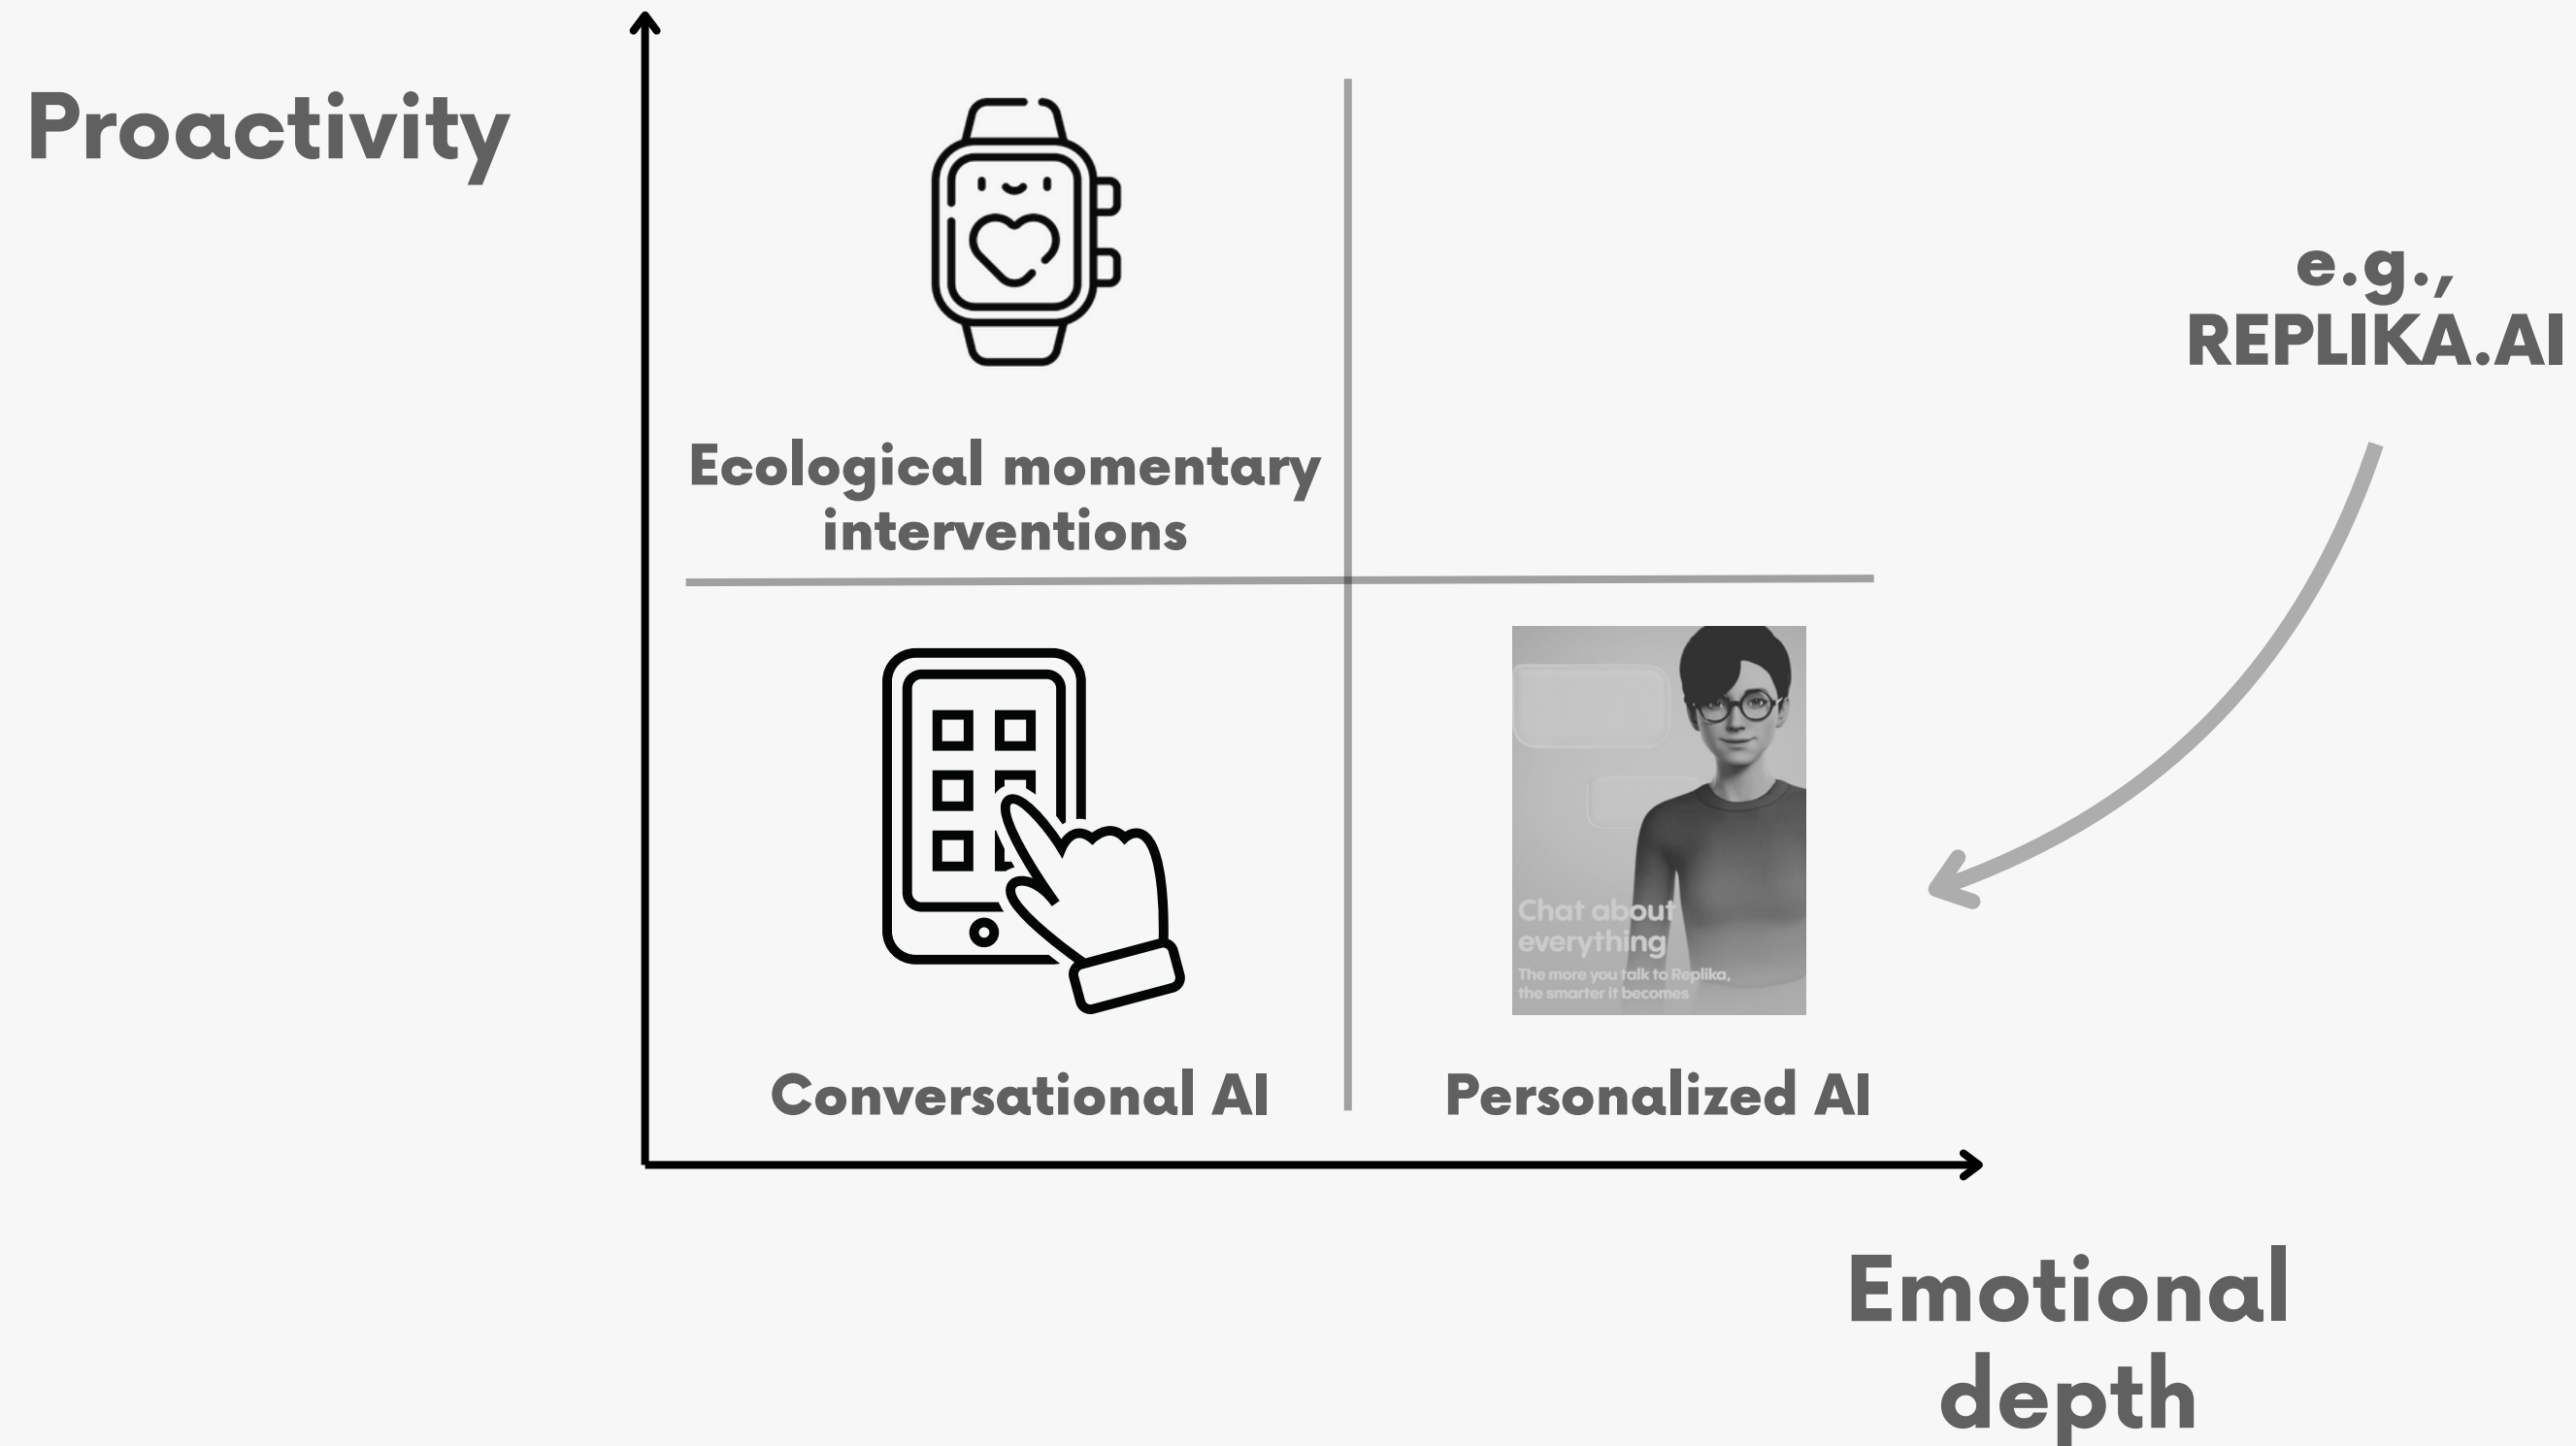 Proactivity
e.g.,
REPLIKA.AI
Ecological momentary
interventions
Chat about
everything
The more you talk to Replika,
the smarter it becomes
Conversational AI
Personalized AI
Emotional
depth